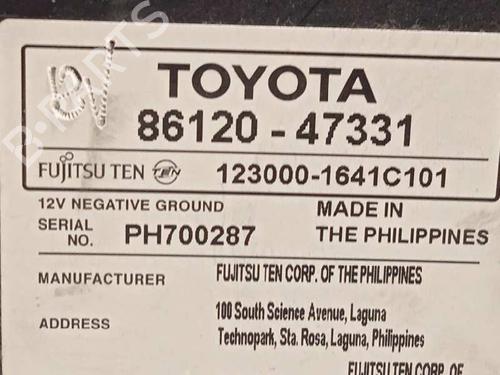 TOYOTA
86120 - 47331
FUJITSU TEN TEN 123000-1641C101
12V NEGATIVE GROUND MADE IN
SERIAL NO. PH700287 THE PHILIPPINES
MANUFACTURER FUJITSU TEN CORP. OF THE PHILIPPINES
ADDRESS 100 South Science Avenue, Laguna
Technopark, Sta. Rosa, Laguna, Philippines
FUJITSU TEN CORP. OF
B-PARTS